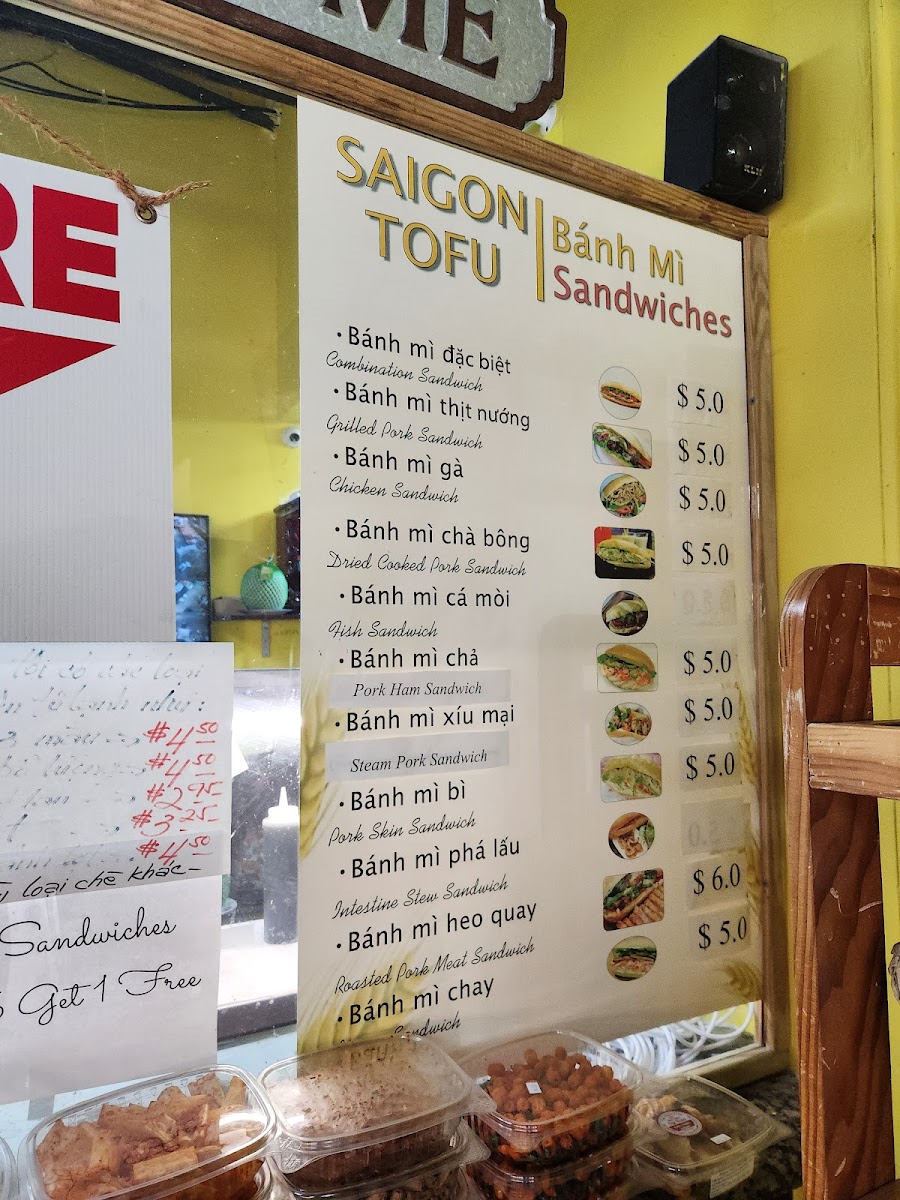 ME
RE
SAIGON
TOFU
Bánh Mì
Sandwiches
• Bánh mì đặc biệt
Combination Sandwich
$ 5.0
• Bánh mì thịt nướng
Grilled Pork Sandwich
$ 5.0
• Bánh mì gà
Chicken Sandwich
$ 5.0
• Bánh mì chà bông
Dried Cooked Pork Sandwich
$ 5.0
• Bánh mì cá mòi
Fish Sandwich
• Bánh mì chả
Pork Ham Sandwich
$ 5.0
• Bánh mì xíu mại
Steam Pork Sandwich
$ 5.0
• Bánh mì bì
Pork Skin Sandwich
$ 5.0
• Bánh mì phá lấu
Intestine Stew Sandwich
• Bánh mì heo quay
Roasted Pork Meat Sandwich
$ 6.0
• Bánh mì chay
Sandwich
$ 5.0
$4.50
$4.50
$2.95
$3.25
$4.50
loại chè khác
Sandwiches
Get 1 Free
KLH